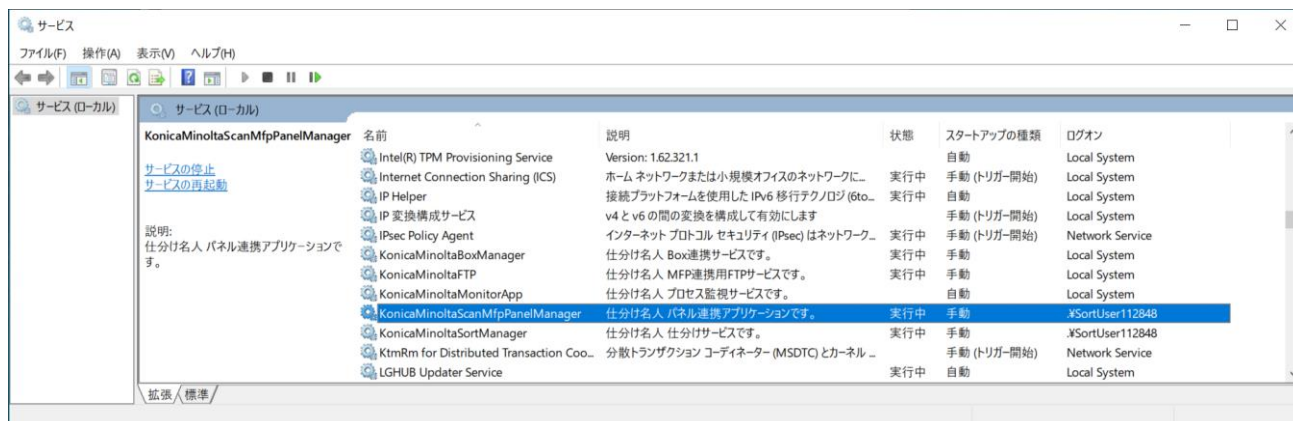 サービス
ファイル(F) 操作(A) 表示(V) ヘルプ(H)
サービス (ローカル)
サービス (ローカル)
KonicaMinoltaScanMfpPanelManager
サービスの停止
サービスの再起動
説明:
仕分け名人 パネル連携アプリケーションで
す。
名前 説明 状態 スタートアップの種類 ログオン
Intel(R) TPM Provisioning Service Version: 1.62.321.1 自動 Local System
Internet Connection Sharing (ICS) ホーム ネットワークまたは小規模オフィスのネットワークに... 実行中 手動 (トリガー開始) Local System
IP Helper 接続プラットフォームを使用した IPv6 移行テクノロジ (6to... 実行中 自動 Local System
IP 変換構成サービス v4 と v6 の間の変換を構成して有効にします 手動 (トリガー開始) Local System
IPsec Policy Agent インターネット プロトコル セキュリティ (IPsec) はネットワーク... 実行中 手動 (トリガー開始) Network Service
KonicaMinoltaBoxManager 仕分け名人 Box連携サービスです。 実行中 手動 Local System
KonicaMinoltaFTP 仕分け名人 MFP連携用FTPサービスです。 実行中 手動 Local System
KonicaMinoltaMonitorApp 仕分け名人 プロセス監視サービスです。 自動 Local System
KonicaMinoltaScanMfpPanelManager 仕分け名人 パネル連携アプリケーションです。 実行中 手動 .¥SortUser112848
KonicaMinoltaSortManager 仕分け名人 仕分けサービスです。 実行中 手動 .¥SortUser112848
KtmRm for Distributed Transaction Coo... 分散トランザクション コーディネーター (MSDTC) とカーネル ... 手動 (トリガー開始) Network Service
LGHUB Updater Service 実行中 自動 Local System
拡張 標準